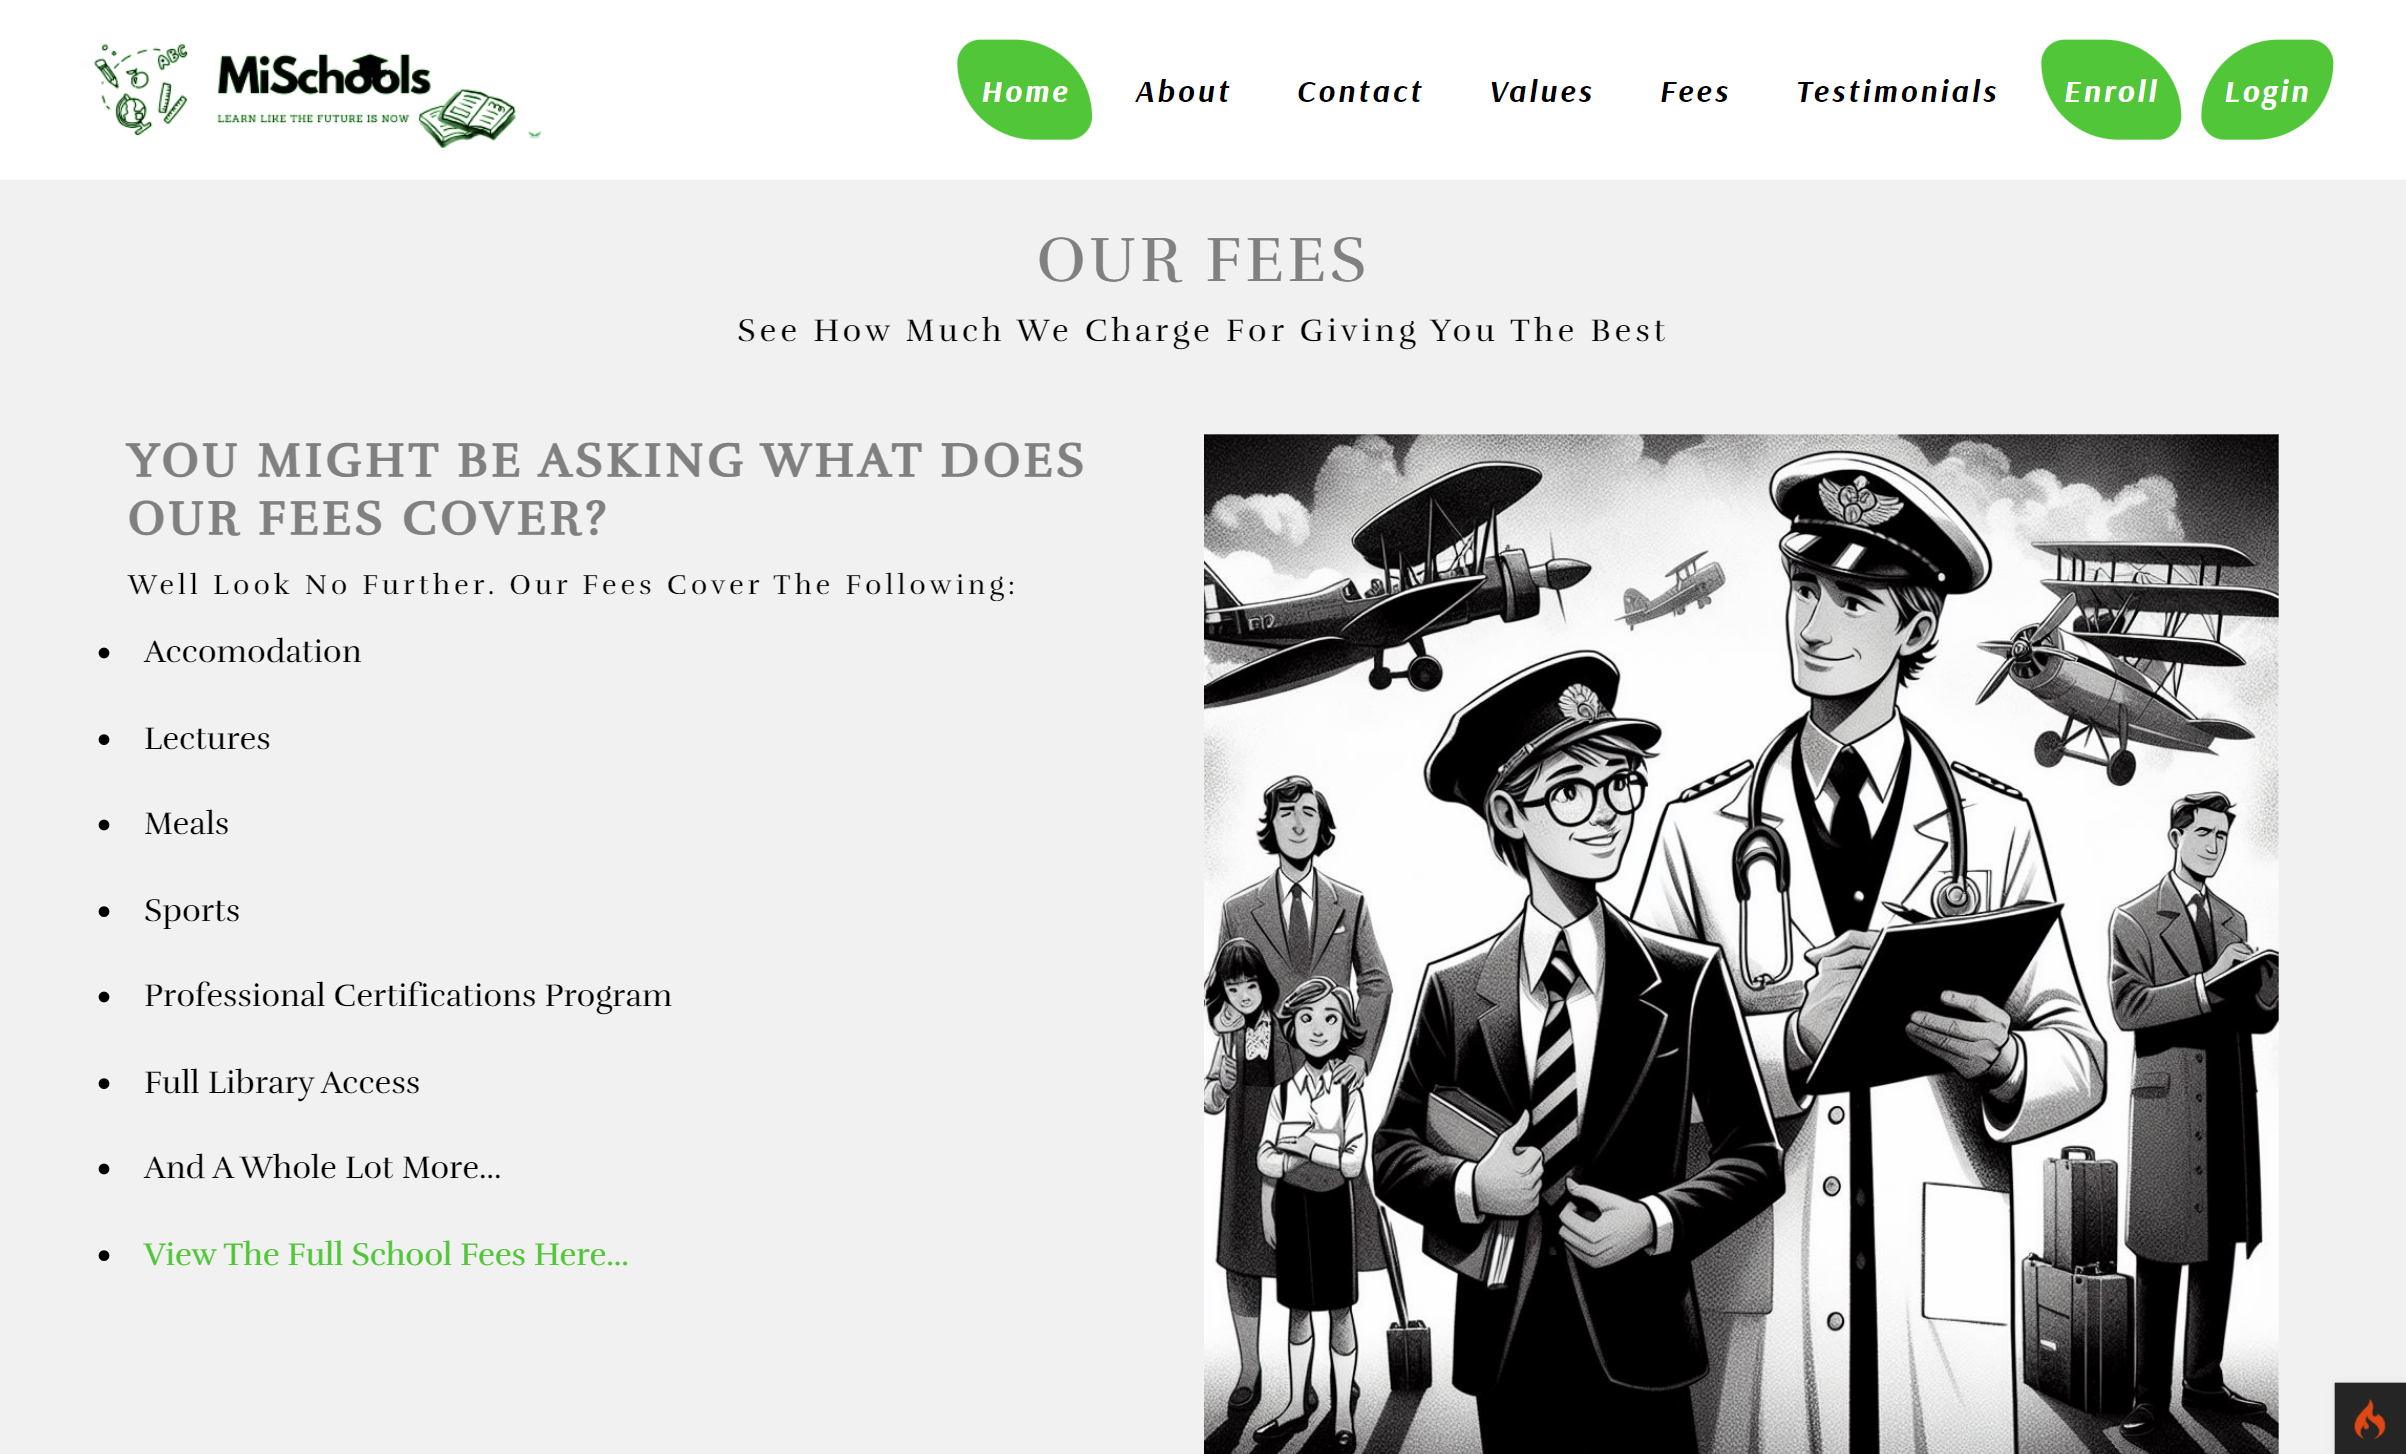 ABC
MiSchools
LEARN LIKE THE FUTURE IS NOW
Home About Contact Values Fees Testimonials Enroll Login
OUR FEES
See How Much We Charge For Giving You The Best
YOU MIGHT BE ASKING WHAT DOES
OUR FEES COVER?
Well Look No Further. Our Fees Cover The Following:
Accomodation
Lectures
Meals
Sports
Professional Certifications Program
Full Library Access
And A Whole Lot More...
View The Full School Fees Here...